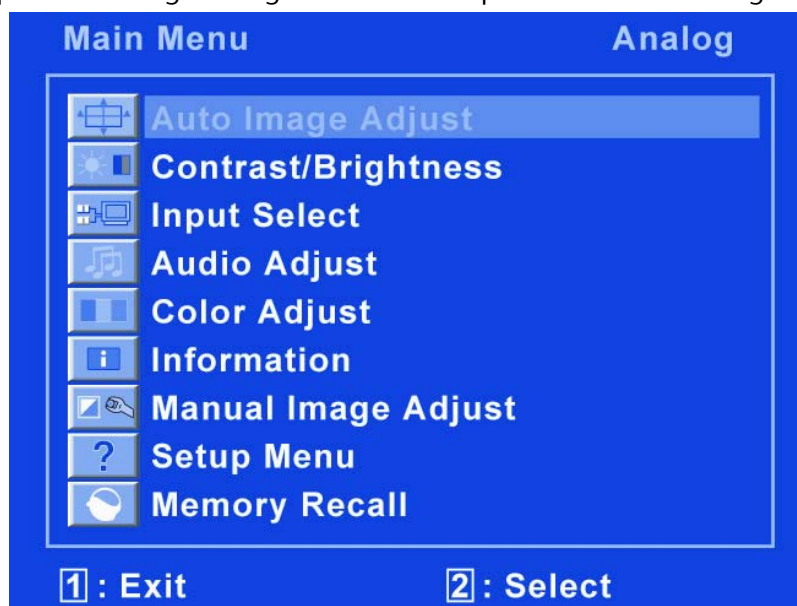 Main Menu Analog
Auto Image Adjust
Contrast/Brightness
Input Select
Audio Adjust
Color Adjust
i Information
Manual Image Adjust
? Setup Menu
Memory Recall
1 : Exit 2 : Select